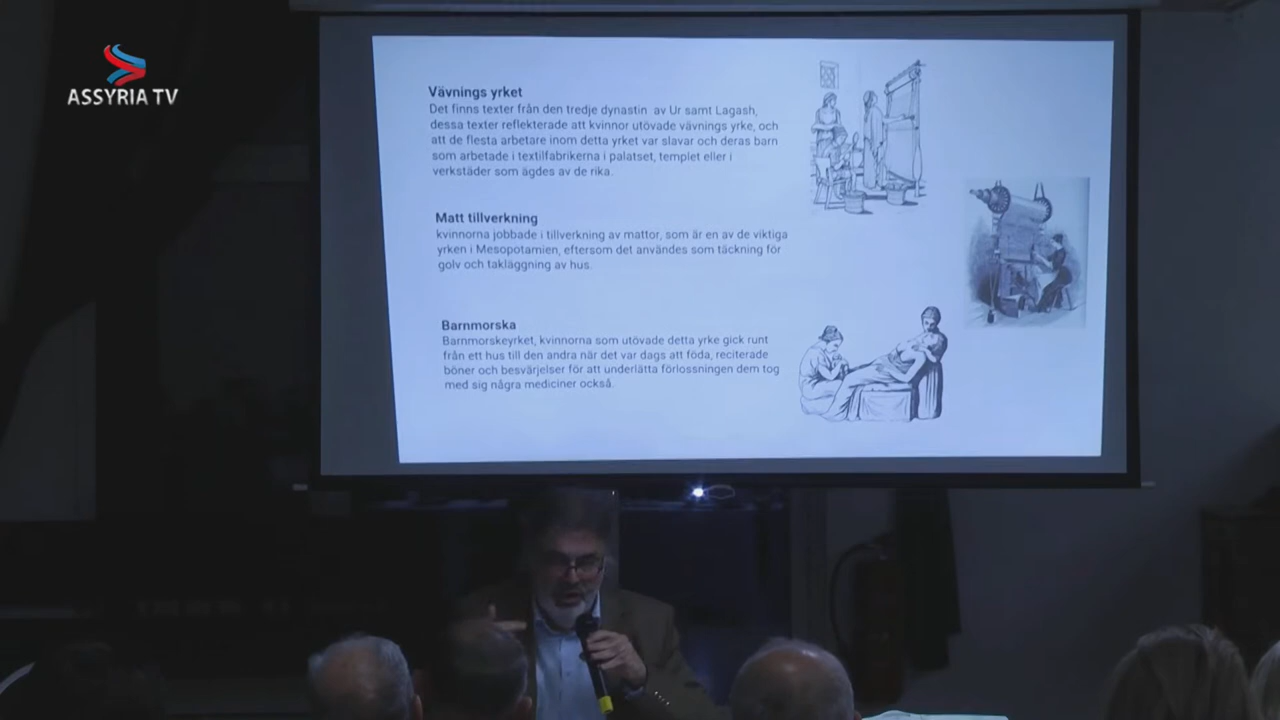 ASSYRIA TV
Vävnings yrket
Det finns texter från den tredje dynastin av Ur samt Lagash,
dessa texter reflekterade att kvinnor utövade vävnings yrke, och
att de flesta arbetare inom detta yrket var slavar och deras barn
som arbetade i textilfabrikerna i palatset, templet eller i
verkstäder som ägdes av de rika.
Matt tillverkning
kvinnorna jobbade i tillverkning av mattor, som är en av de viktiga
yrken i Mesopotamien, eftersom det användes som täckning för
golv och takläggning av hus.
Barnmorska
Barnmorskeyrket, kvinnorna som utövade detta yrke gick runt
från ett hus till den andra när det var dags att föda, reciterade
böner och besvärjelser för att underlätta förlossningen dem tog
med sig några mediciner också.